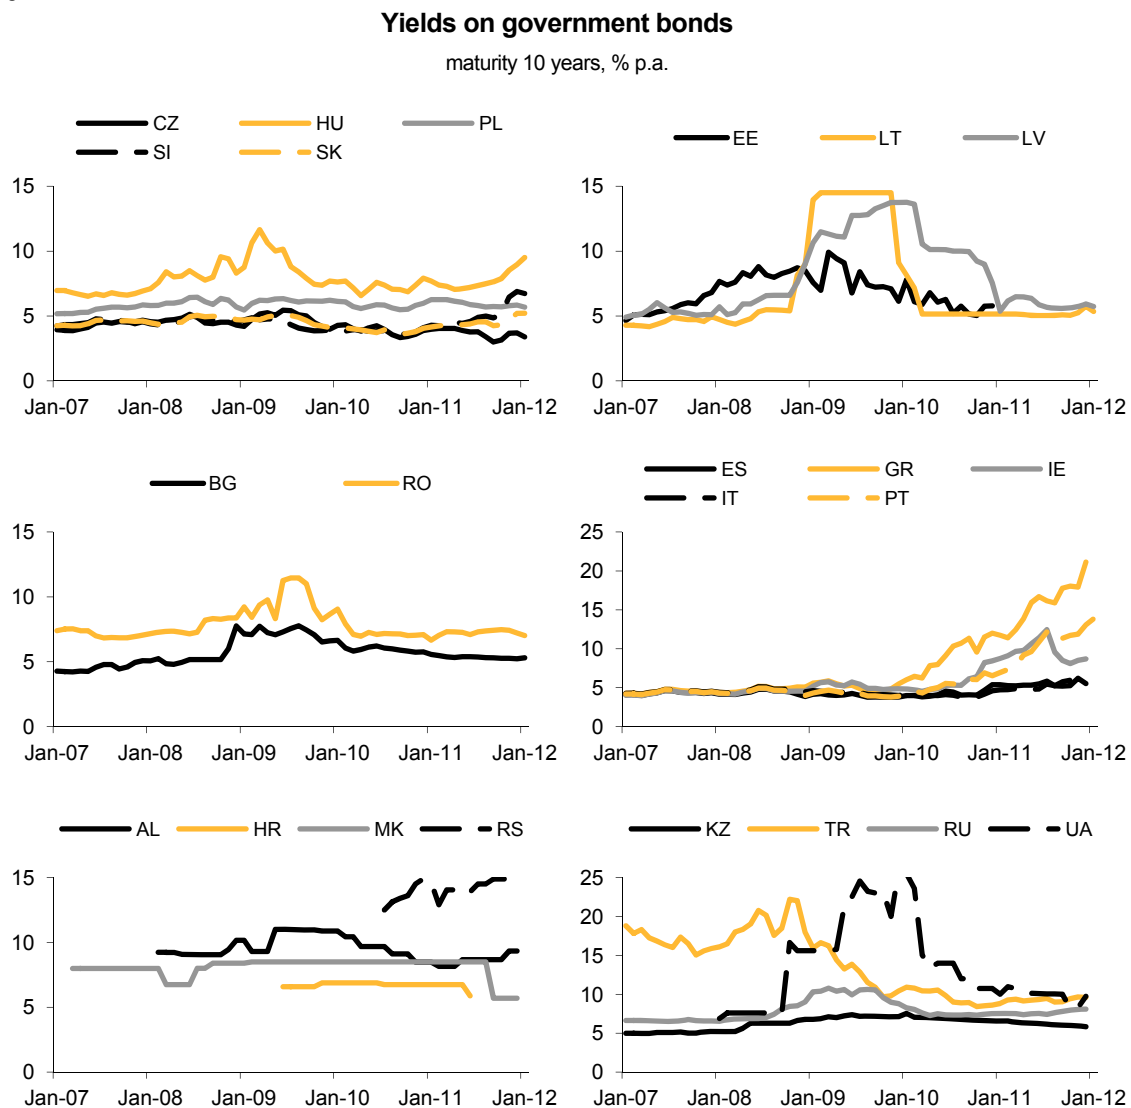 Yields on government bonds
maturity 10 years, % p.a.
CZ HU PL
SI SK
15
10
5
0
Jan-07 Jan-08 Jan-09 Jan-10 Jan-11 Jan-12
EE LT LV
15
10
5
0
Jan-07 Jan-08 Jan-09 Jan-10 Jan-11 Jan-12
BG RO
15
10
5
0
Jan-07 Jan-08 Jan-09 Jan-10 Jan-11 Jan-12
ES GR IE
IT PT
25
20
15
10
5
0
Jan-07 Jan-08 Jan-09 Jan-10 Jan-11 Jan-12
AL HR MK RS
15
10
5
0
Jan-07 Jan-08 Jan-09 Jan-10 Jan-11 Jan-12
KZ TR RU UA
25
20
15
10
5
0
Jan-07 Jan-08 Jan-09 Jan-10 Jan-11 Jan-12